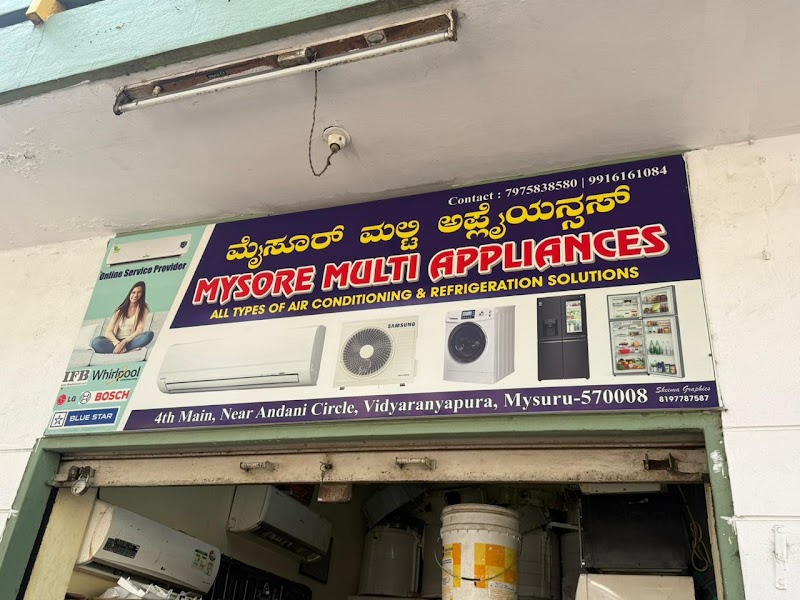 Contact : 7975838580 | 9916161084
ಮೈಸೂರ್ ಮಲ್ಟಿ ಅಪ್ಲೈಯನ್ಸಸ್
MYSORE MULTI APPLIANCES
ALL TYPES OF AIR CONDITIONING & REFRIGERATION SOLUTIONS
Online Service Provider
SAMSUNG
IFB Whirlpool
LG BOSCH
BLUE STAR
4th Main, Near Andani Circle, Vidyaranyapura, Mysuru-570008
Sheema Graphics
8197787587